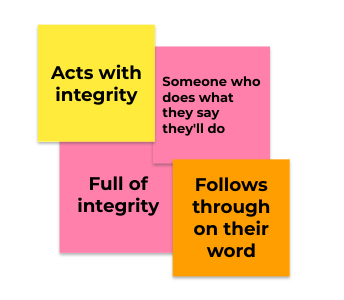 Acts with
integrity
Someone who
does what
they say
they'll do
Full of
integrity
Follows
through
on their
word